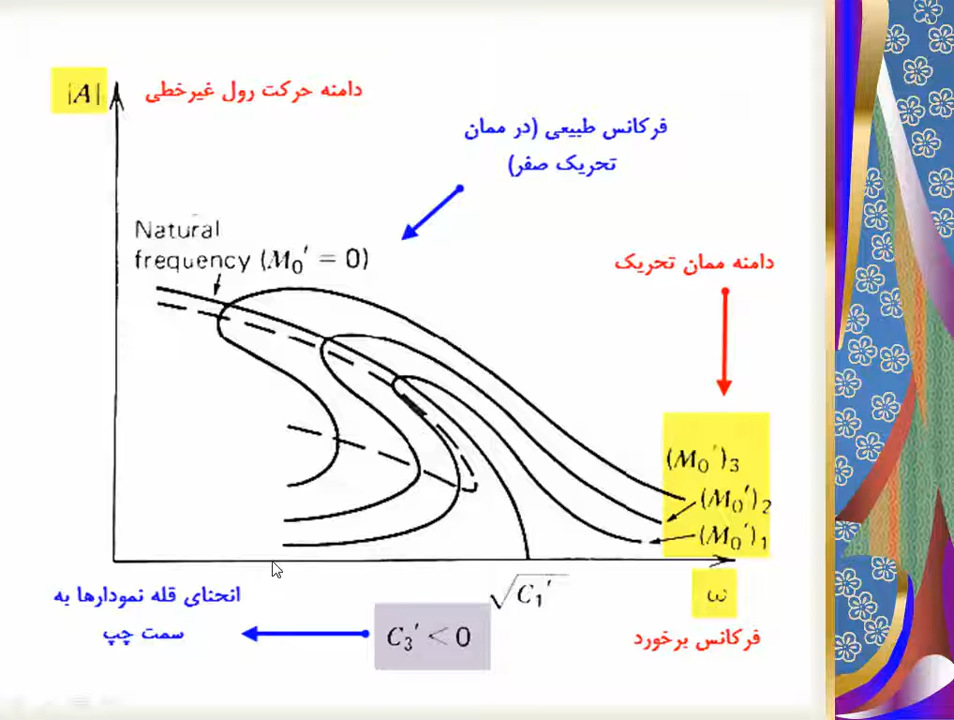 |A|
دامنه حرکت رول غیرخطی
فرکانس طبیعی (در ممان
تحریک صفر)
Natural
frequency (M₀′ = 0)
دامنه ممان تحریک
(M₀′)₃
(M₀′)₂
(M₀′)₁
√C₁′
ω
فرکانس برخورد
C₃′ < 0
انحنای قله نمودارها به
سمت چپ